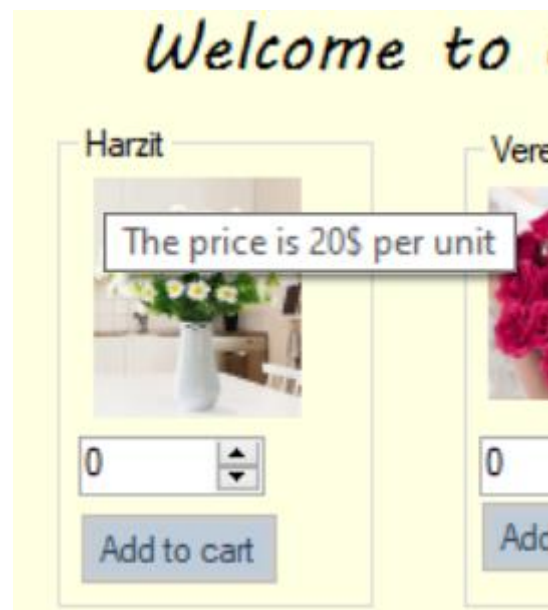 Welcome to
Harzit
The price is 20$ per unit
0
0
Add to cart